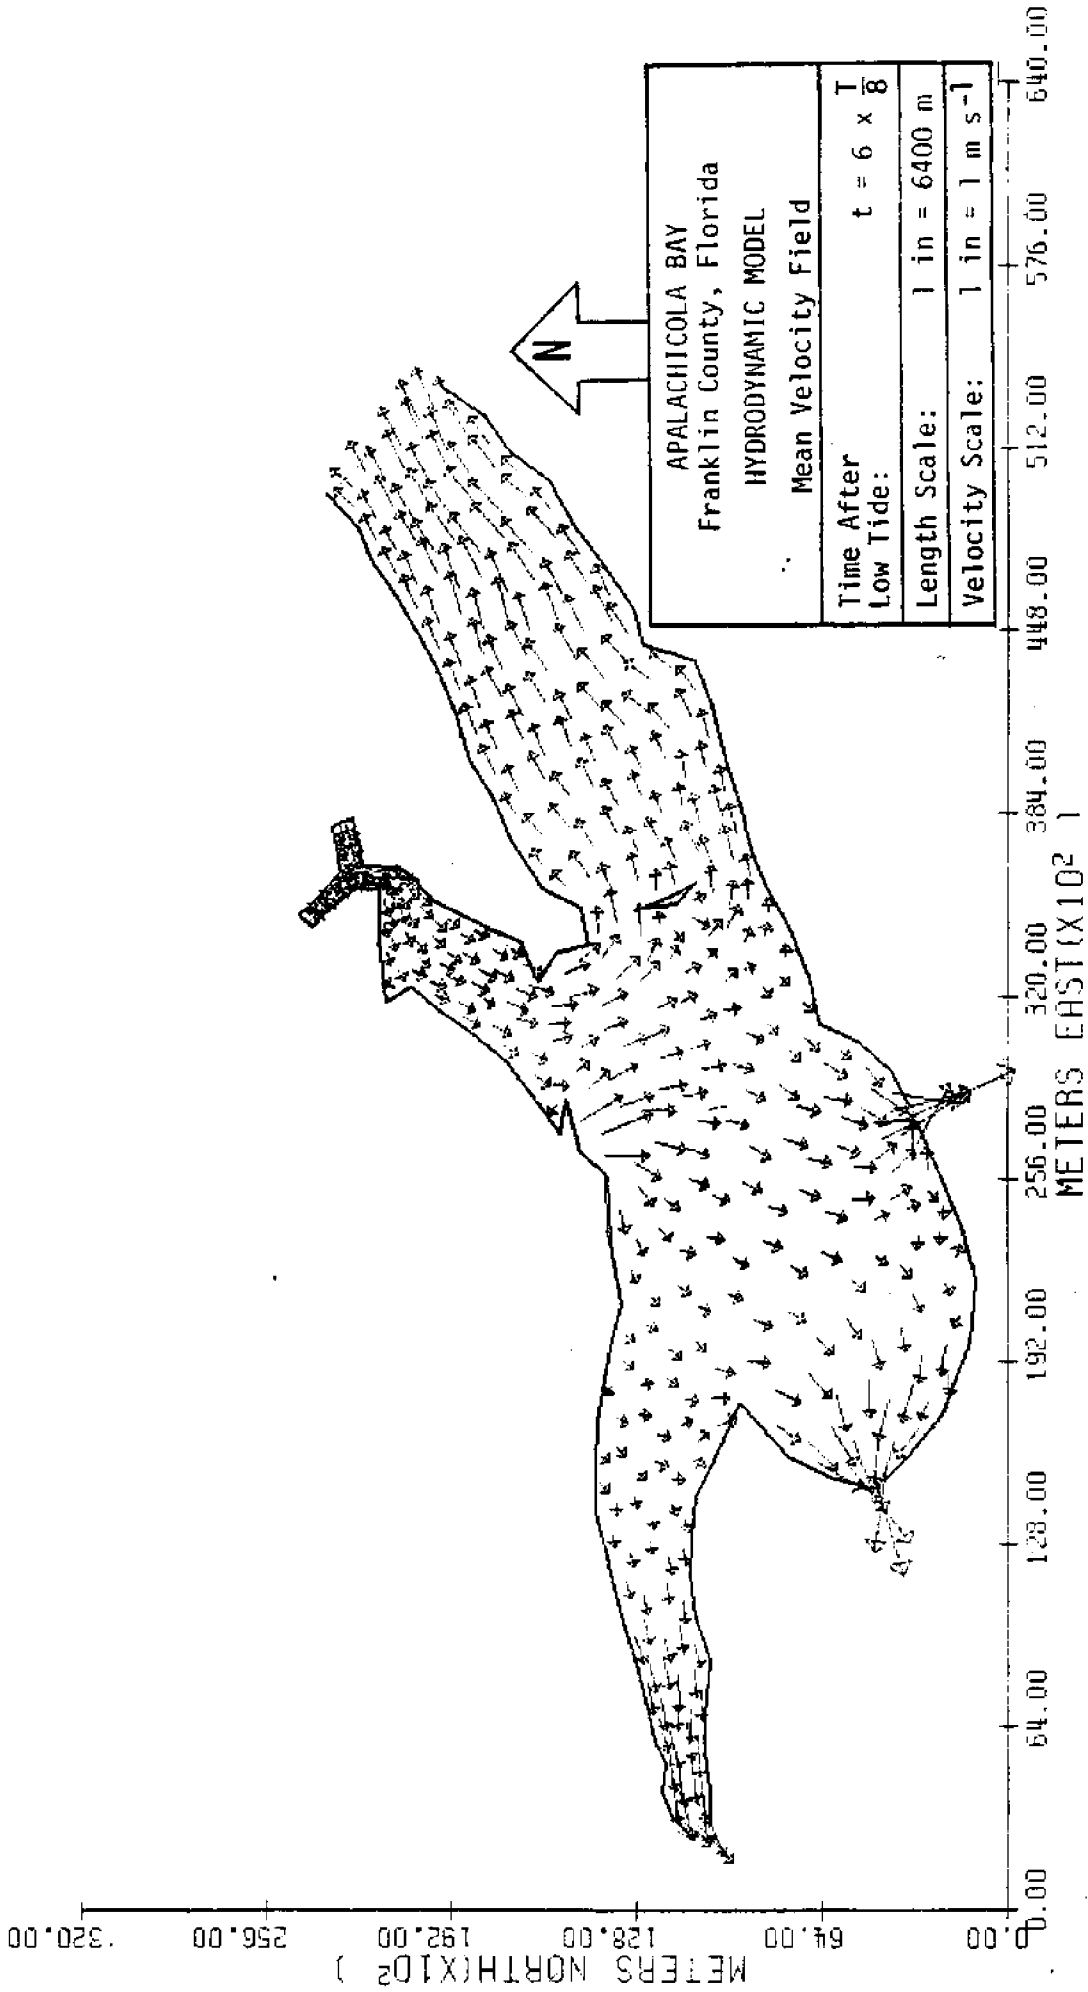 N
APALACHICOLA BAY
Franklin County, Florida
HYDRODYNAMIC MODEL
Mean Velocity Field
Time After
Low Tide: t = 6 x T/8
Length Scale: 1 in = 6400 m
Velocity Scale: 1 in = 1 m s⁻¹
320.00
256.00
192.00
128.00
64.00
0.00
METERS NORTH(X10²)
0.00 64.00 128.00 192.00 256.00 320.00 384.00 448.00 512.00 576.00 640.00
METERS EAST(X10²)